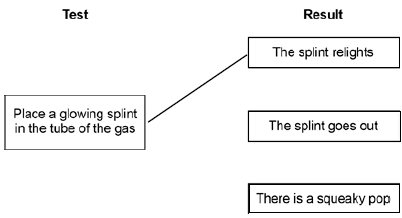 Test
Result
The splint relights
Place a glowing splint
in the tube of the gas
The splint goes out
There is a squeaky pop